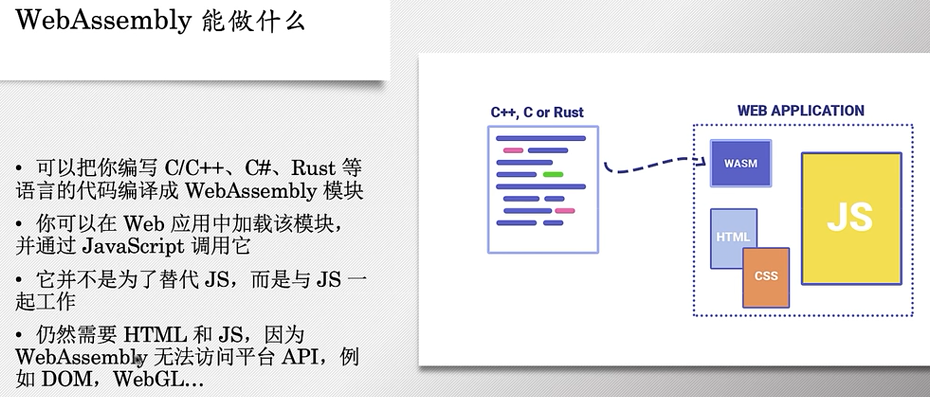 WebAssembly 能做什么
• 可以把你编写 C/C++、C#、Rust 等
语言的代码编译成 WebAssembly 模块
• 你可以在 Web 应用中加载该模块，
并通过 JavaScript 调用它
• 它并不是为了替代 JS，而是与 JS 一
起工作
• 仍然需要 HTML 和 JS，因为
WebAssembly 无法访问平台 API，例
如 DOM，WebGL...
C++, C or Rust
WEB APPLICATION
WASM
HTML
CSS
JS